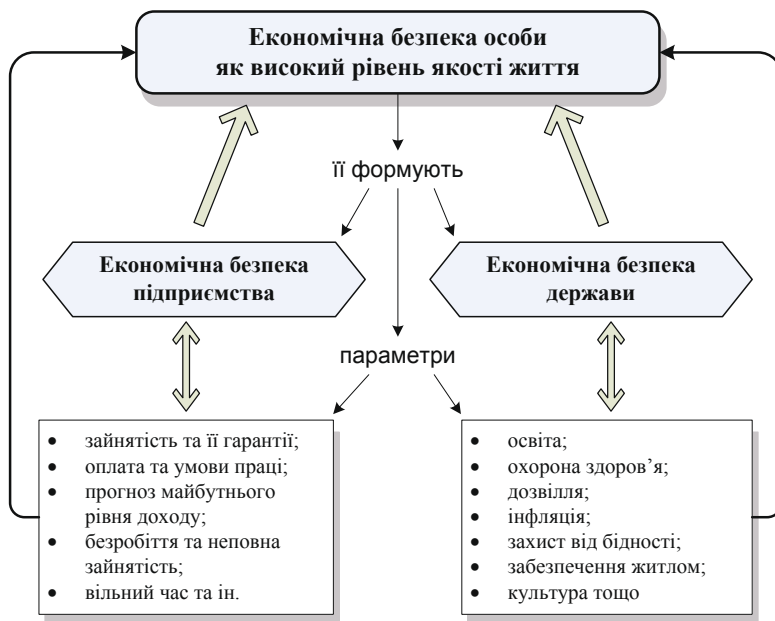 Економічна безпека особи
як високий рівень якості життя
її формують
Економічна безпека
підприємства
Економічна безпека
держави
параметри
• зайнятість та її гарантії;
• оплата та умови праці;
• прогноз майбутнього
рівня доходу;
• безробіття та неповна
зайнятість;
• вільний час та ін.
• освіта;
• охорона здоров’я;
• дозвілля;
• інфляція;
• захист від бідності;
• забезпечення житлом;
• культура тощо